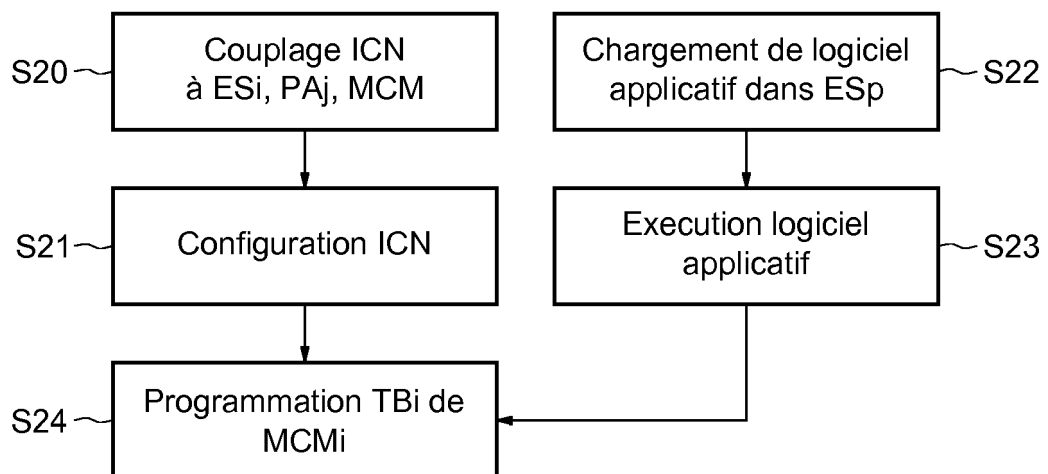 S20
Couplage ICN
à ESi, PAj, MCM
Chargement de logiciel
applicatif dans ESp
S22
S21
Configuration ICN
Execution logiciel
applicatif
S23
S24
Programmation TBi de
MCMi